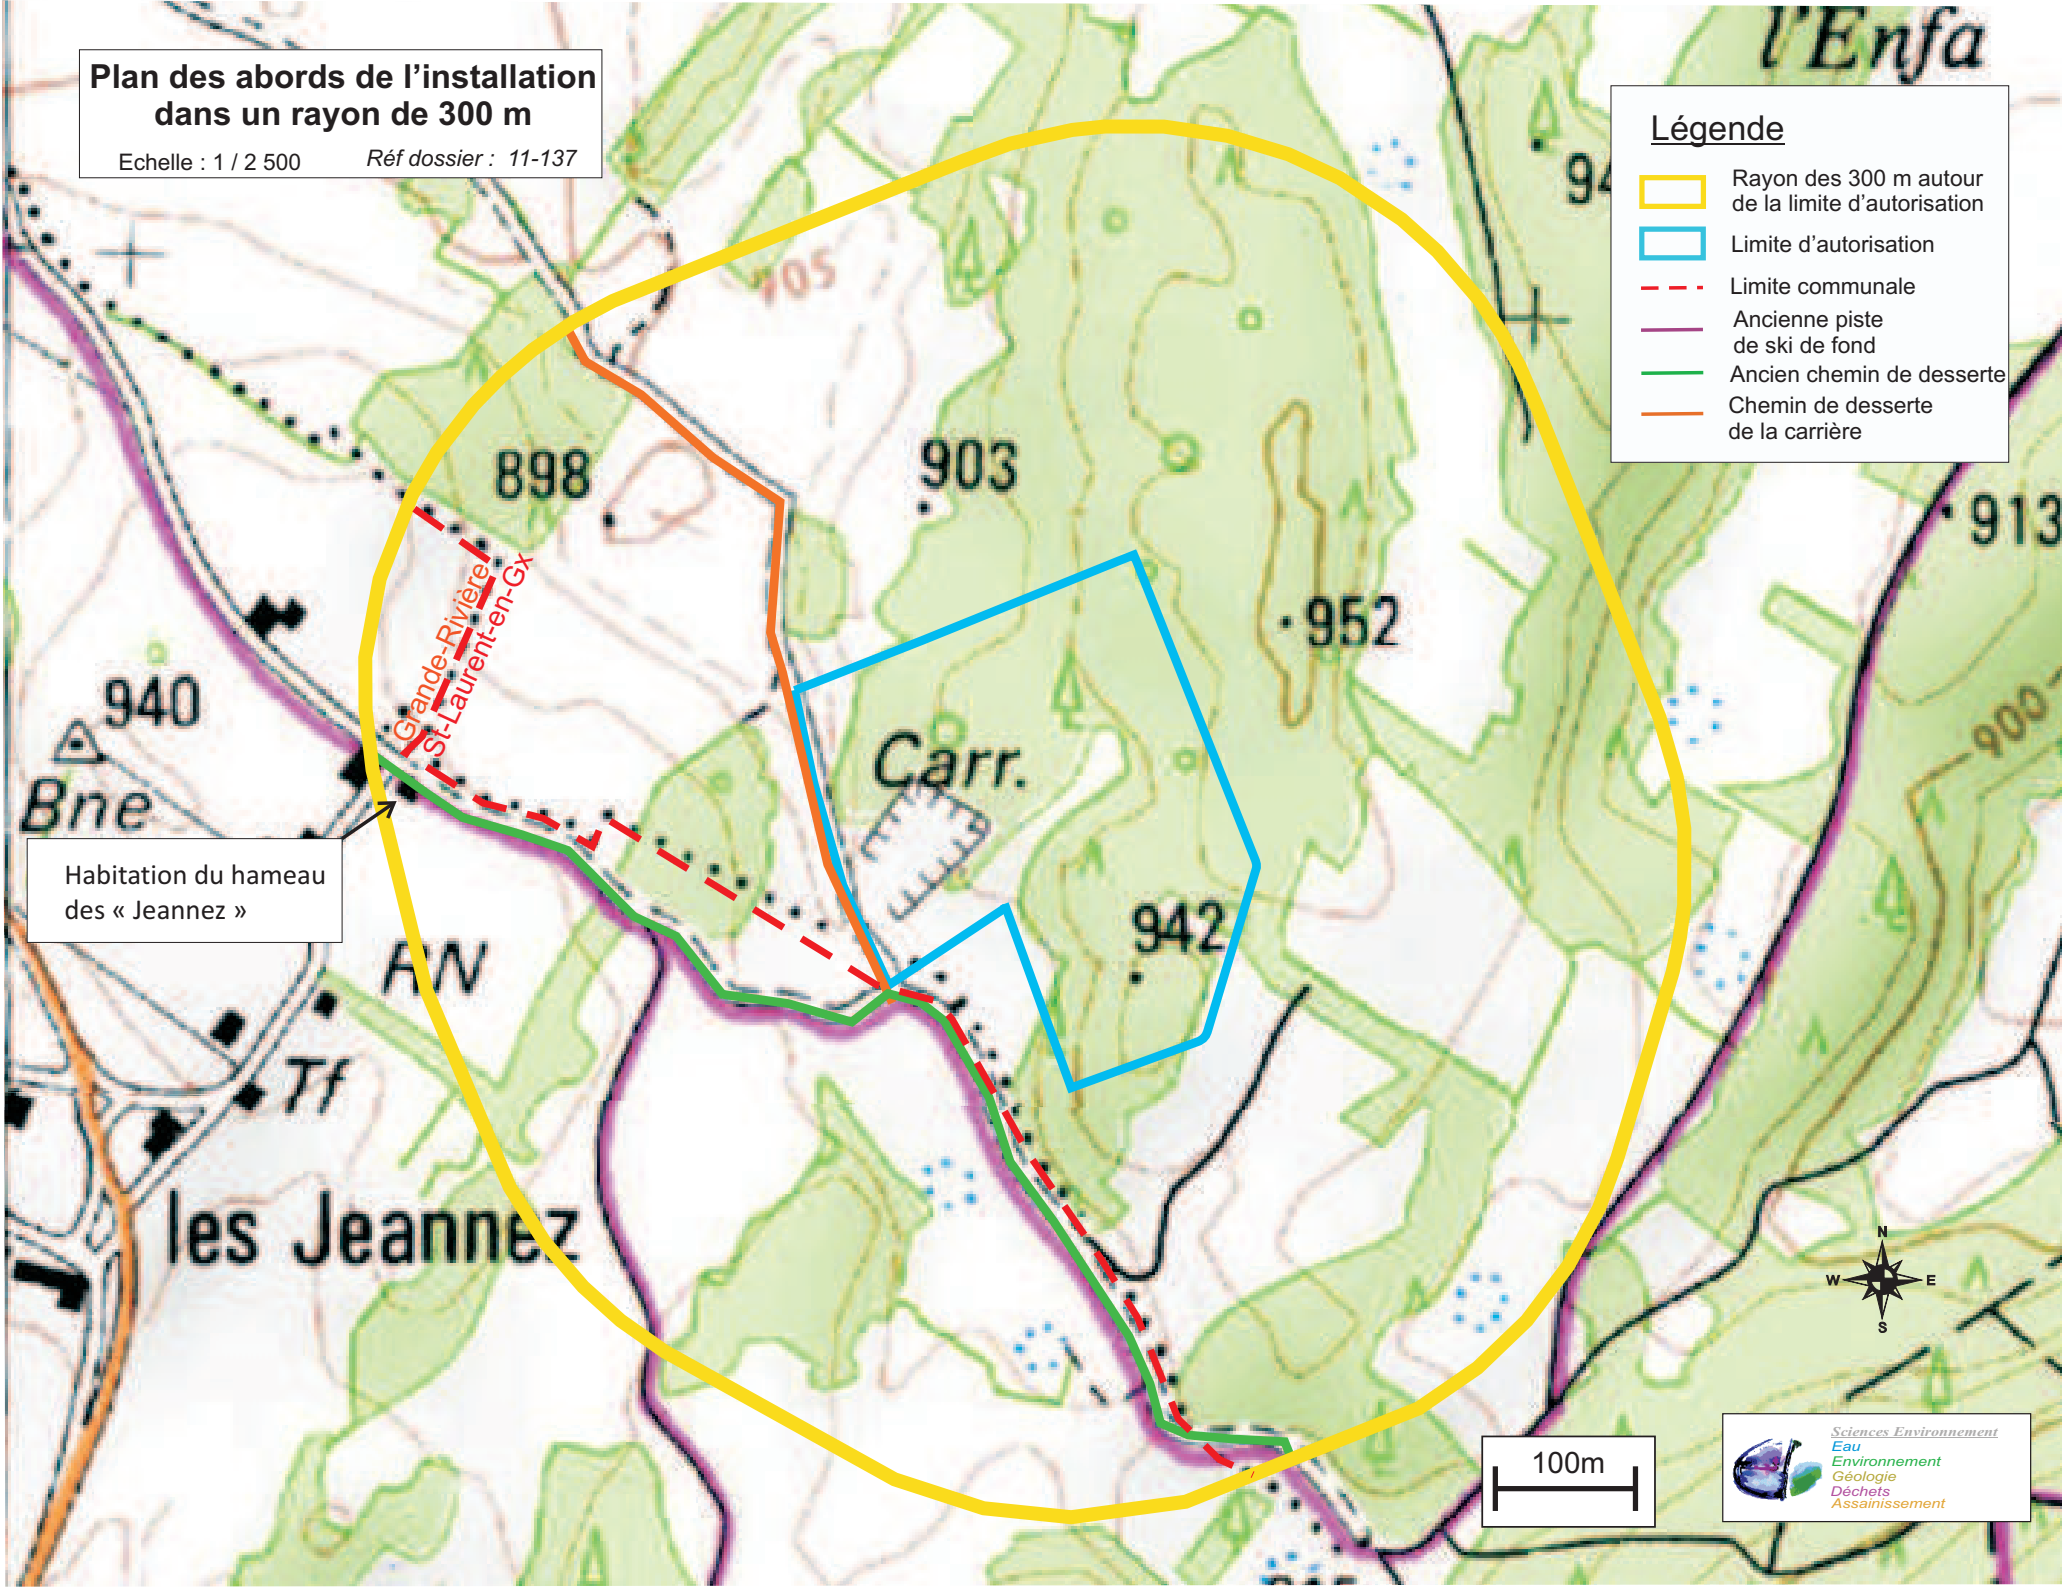 Plan des abords de l'installation
dans un rayon de 300 m
Echelle : 1 / 2 500
Réf dossier : 11-137
l'Enfa
Légende
Rayon des 300 m autour
de la limite d'autorisation
Limite d'autorisation
Limite communale
Ancienne piste
de ski de fond
Ancien chemin de desserte
Chemin de desserte
de la carrière
94
905
898
903
913
952
940
900
942
Grande-Rivière
St-Laurent-en-Gx
Carr.
Bne
Habitation du hameau
des « Jeannez »
RN
Tf
les Jeannez
N
W
E
S
100m
Sciences Environnement
Eau
Environnement
Géologie
Déchets
Assainissement